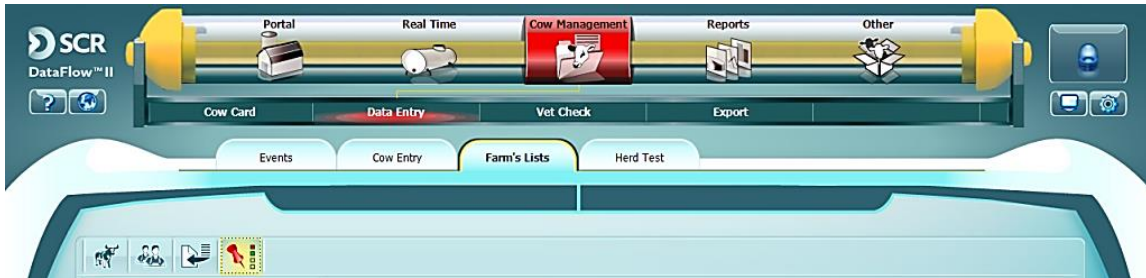 Portal Real Time Cow Management Reports Other
SCR
DataFlow™II
?
Cow Card Data Entry Vet Check Export
Events Cow Entry Farm's Lists Herd Test